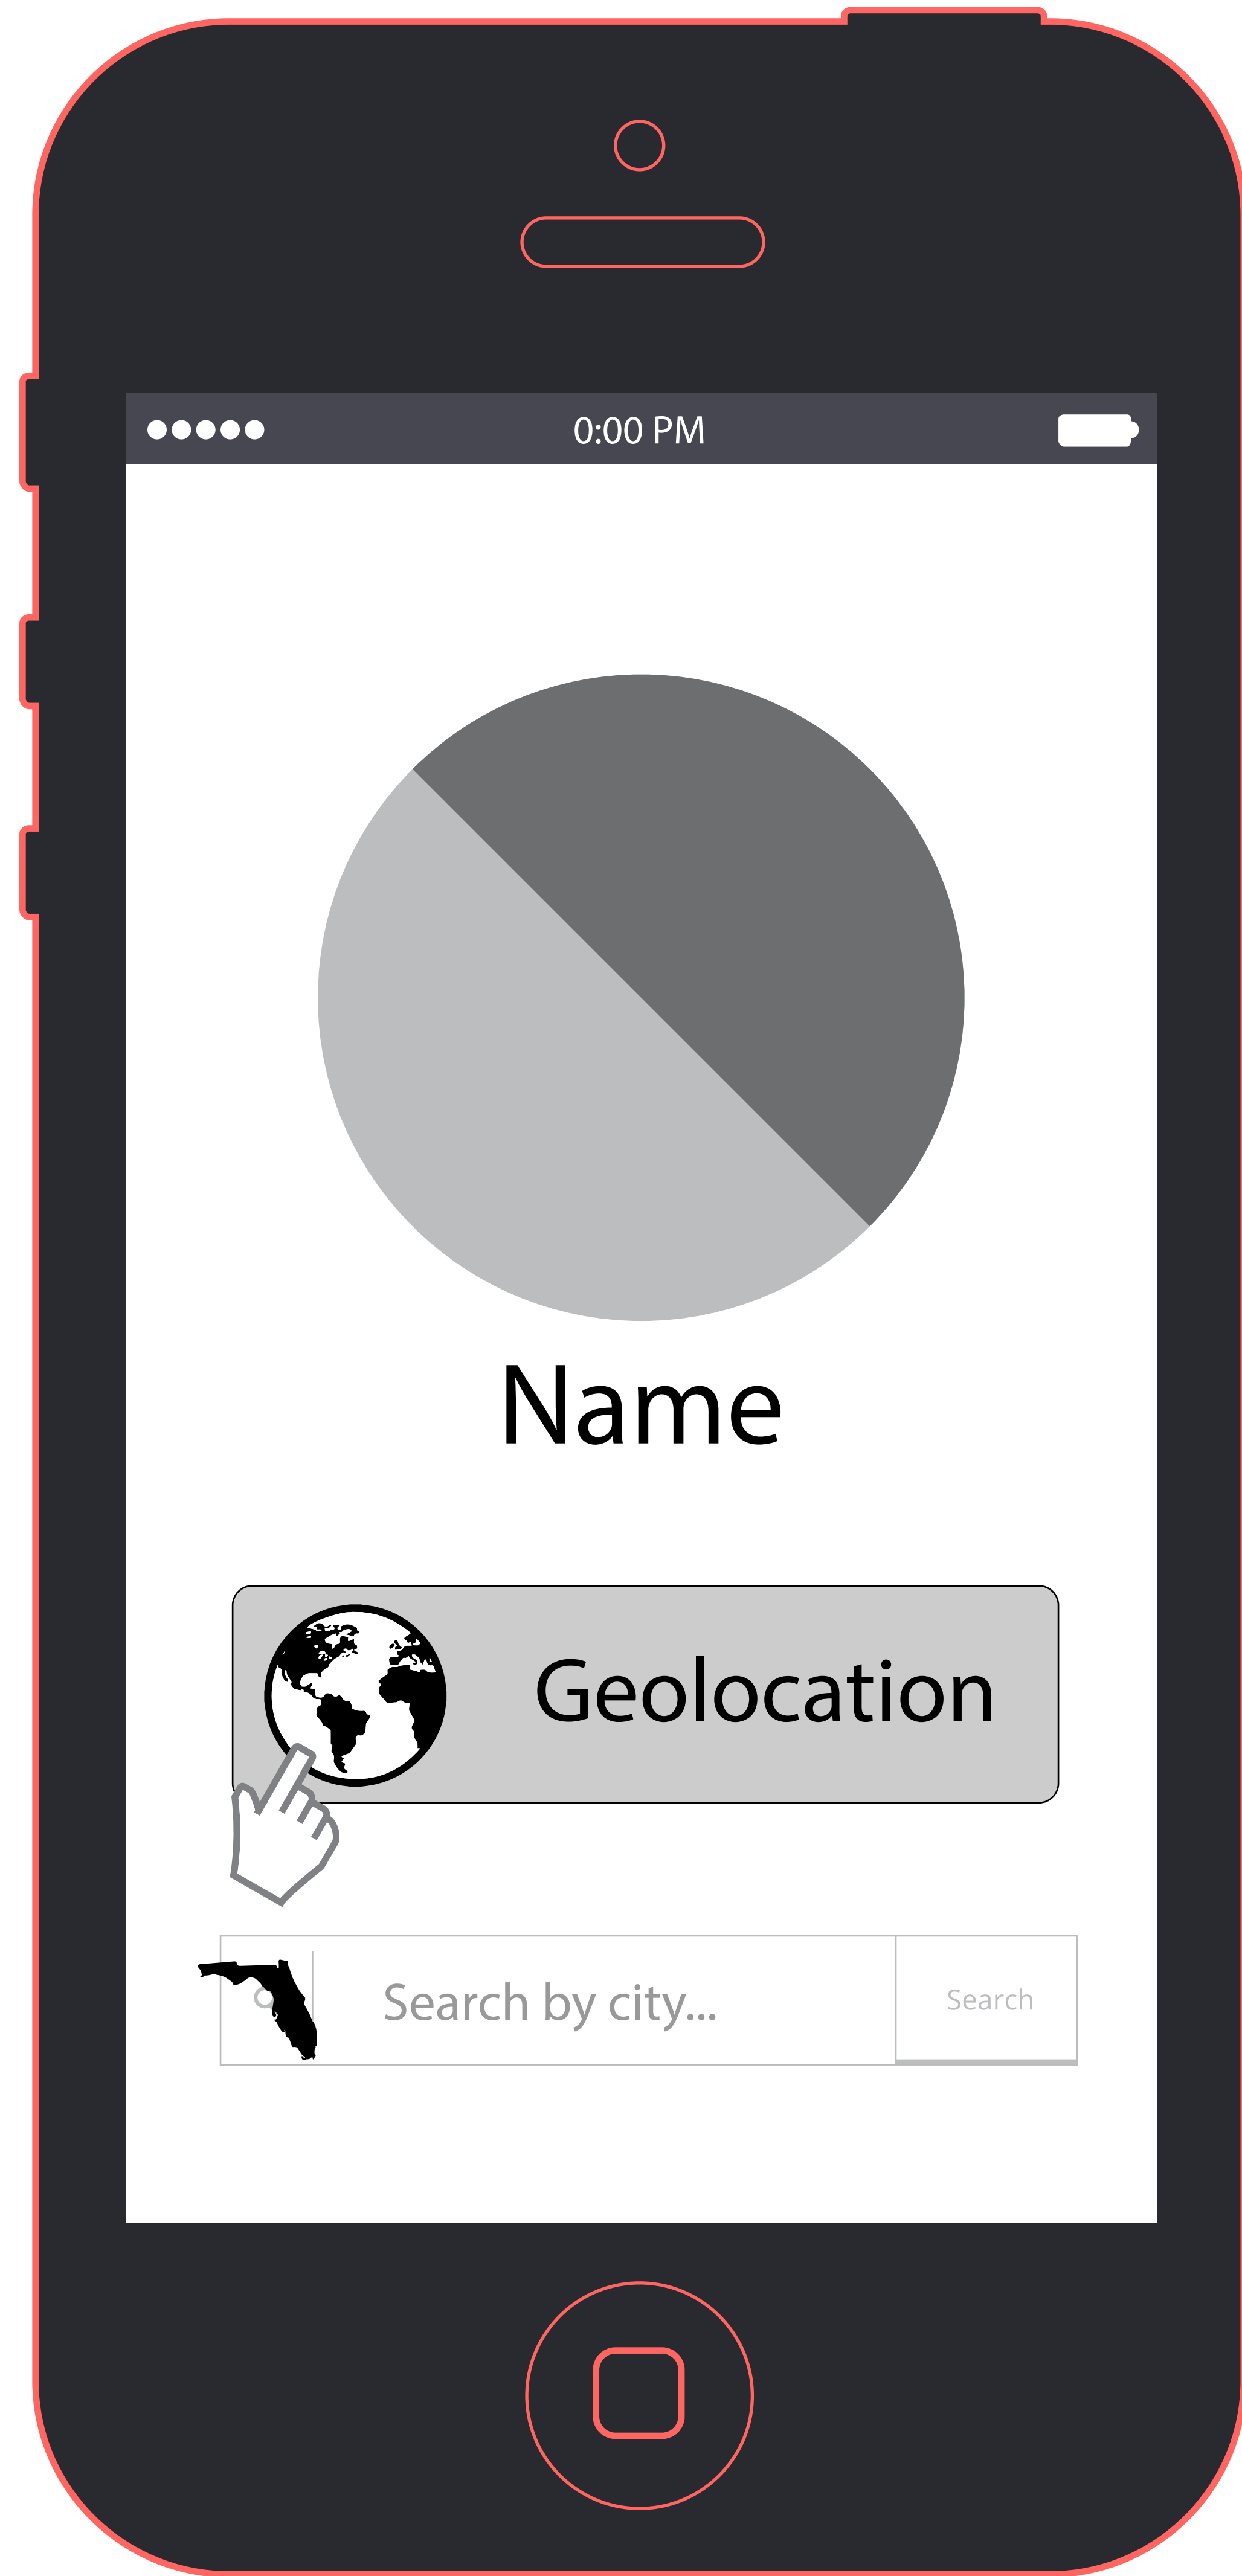 0:00 PM
Name
Geolocation
Search by city...
Search